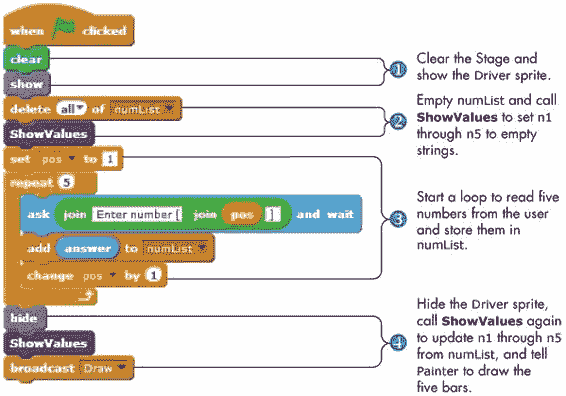 when clicked
clear
show
delete all of numList
ShowValues
set pos to 1
repeat 5
ask join Enter number [ join pos ] and wait
add answer to numList
change pos by 1
hide
ShowValues
broadcast Draw
1
Clear the Stage and
show the Driver sprite.
2
Empty numList and call
ShowValues to set n1
through n5 to empty
strings.
3
Start a loop to read five
numbers from the user
and store them in
numList.
4
Hide the Driver sprite,
call ShowValues again
to update n1 through n5
from numList, and tell
Painter to draw the
five bars.